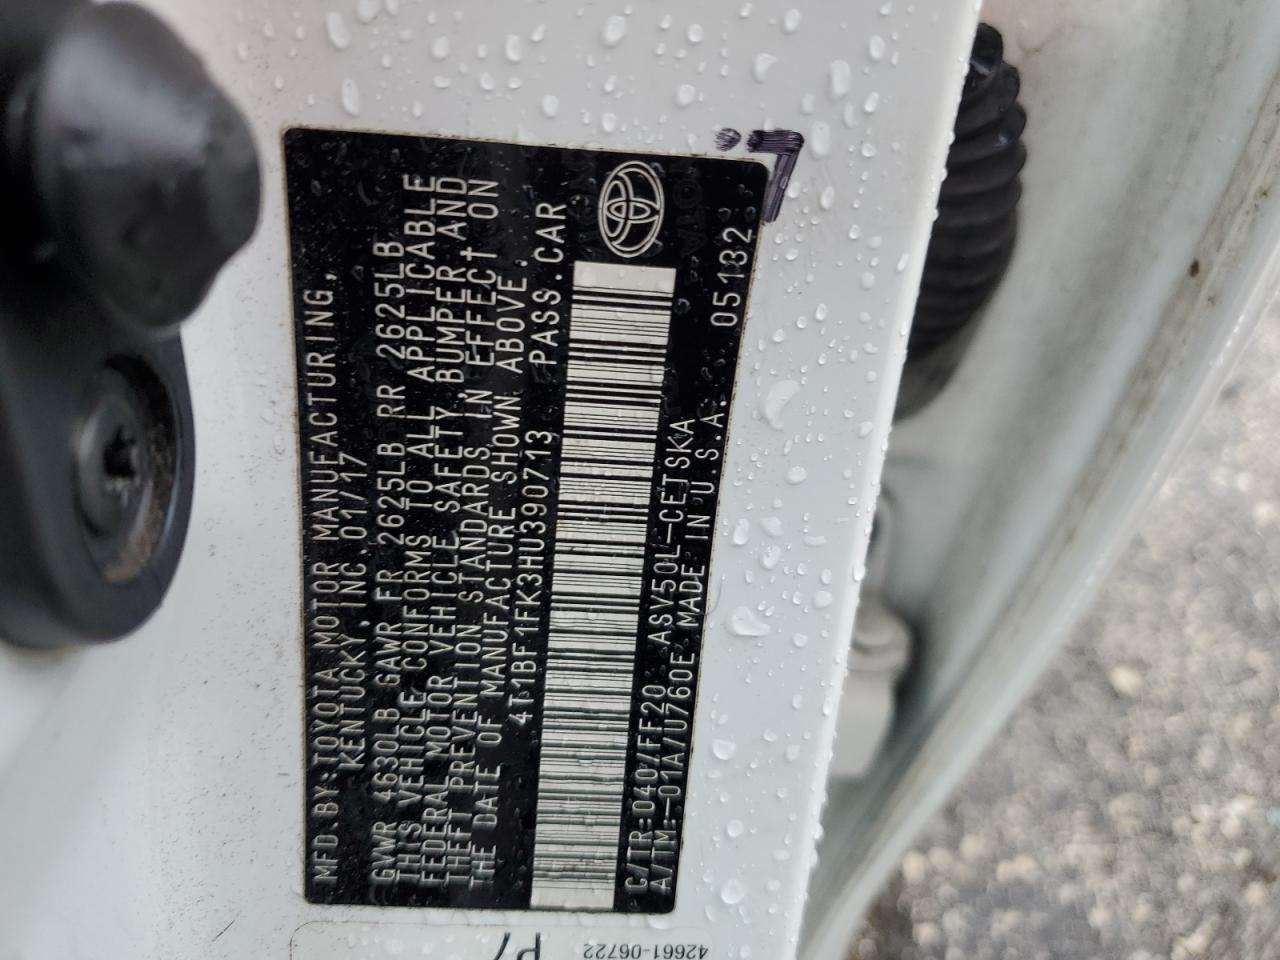 MFD.BY:TOYOTA MOTOR MANUFACTURING,
KENTUCKY, INC.01/17
GVWR 4630LB GAWR FR 2625LB RR 2625LB
THIS VEHICLE CONFORMS TO ALL APPLICABLE
FEDERAL MOTOR VEHICLE SAFETY, BUMPER AND
THEFT PREVENTION STANDARDS IN EFFECT ON
THE DATE OF MANUFACTURE SHOWN ABOVE.
4T1BF1FK3HU390713 PASS.CAR
C/TR:040/FF20 ASV50L-CETSKA
A/TM:-01A/U760E MADE IN U.S.A. 05132
42661-06722